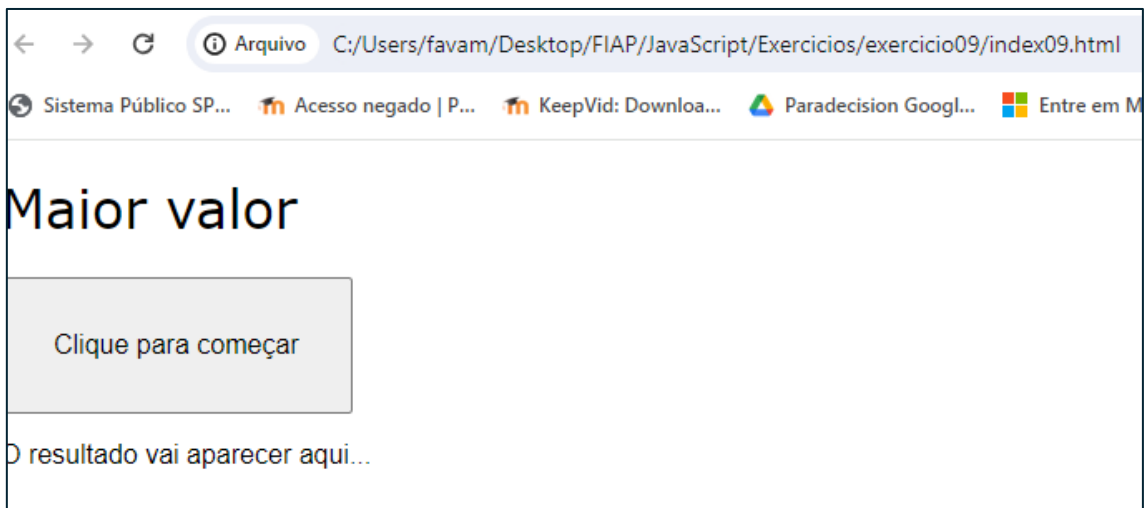 Arquivo C:/Users/favam/Desktop/FIAP/JavaScript/Exercicios/exercicio09/index09.html
Sistema Público SP... Acesso negado | P... KeepVid: Downloa... Paradecision Googl... Entre em M
Maior valor
Clique para começar
O resultado vai aparecer aqui...